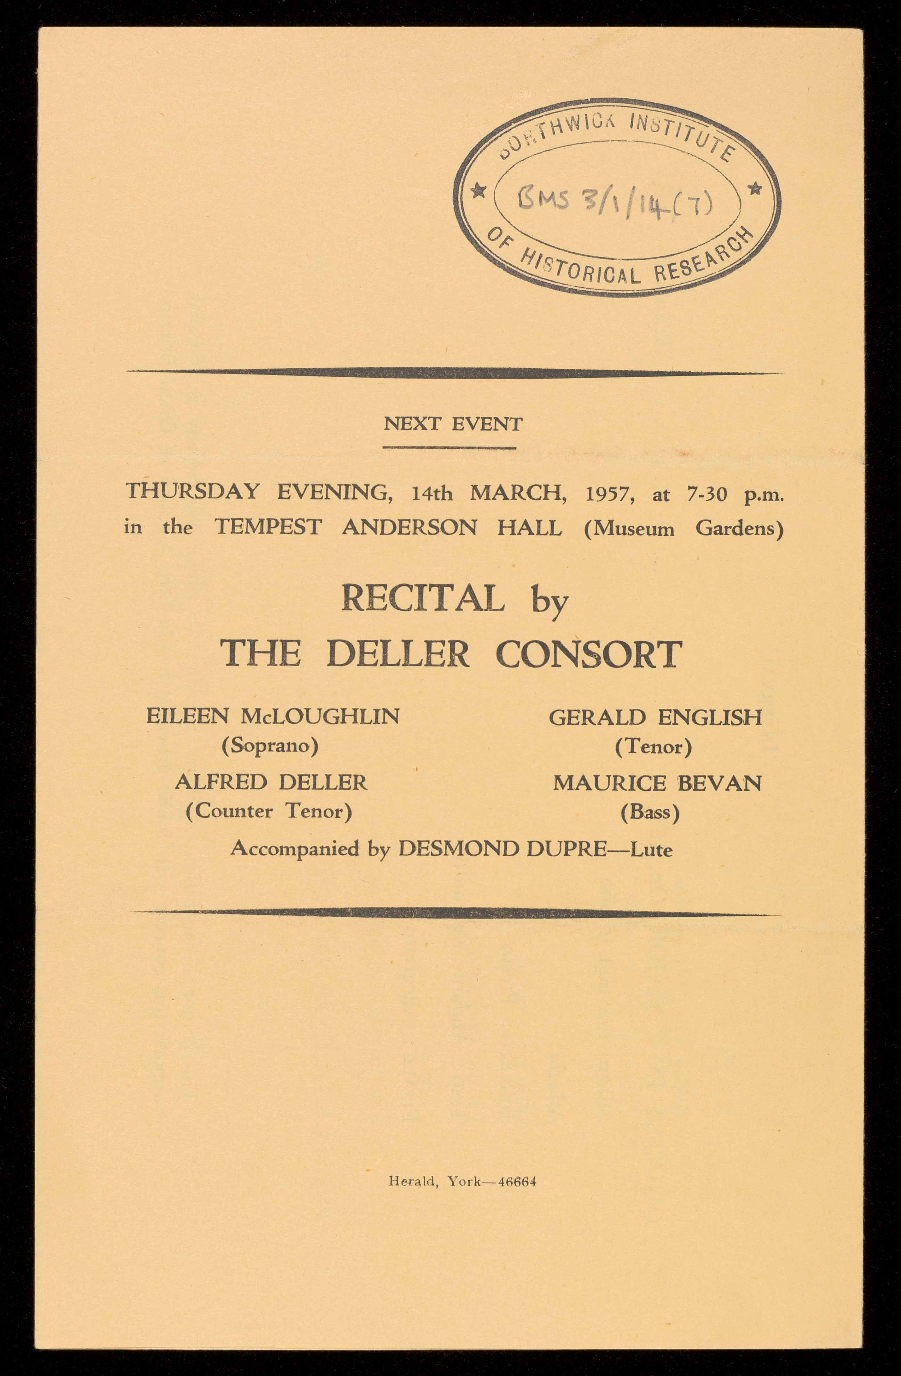 BORTHWICK INSTITUTE
BMS 3/1/14(7)
OF HISTORICAL RESEARCH
NEXT EVENT
THURSDAY EVENING, 14th MARCH, 1957, at 7-30 p.m.
in the TEMPEST ANDERSON HALL (Museum Gardens)
RECITAL by
THE DELLER CONSORT
EILEEN McLOUGHLIN
(Soprano)
GERALD ENGLISH
(Tenor)
ALFRED DELLER
(Counter Tenor)
MAURICE BEVAN
(Bass)
Accompanied by DESMOND DUPRE—Lute
Herald, York—46664